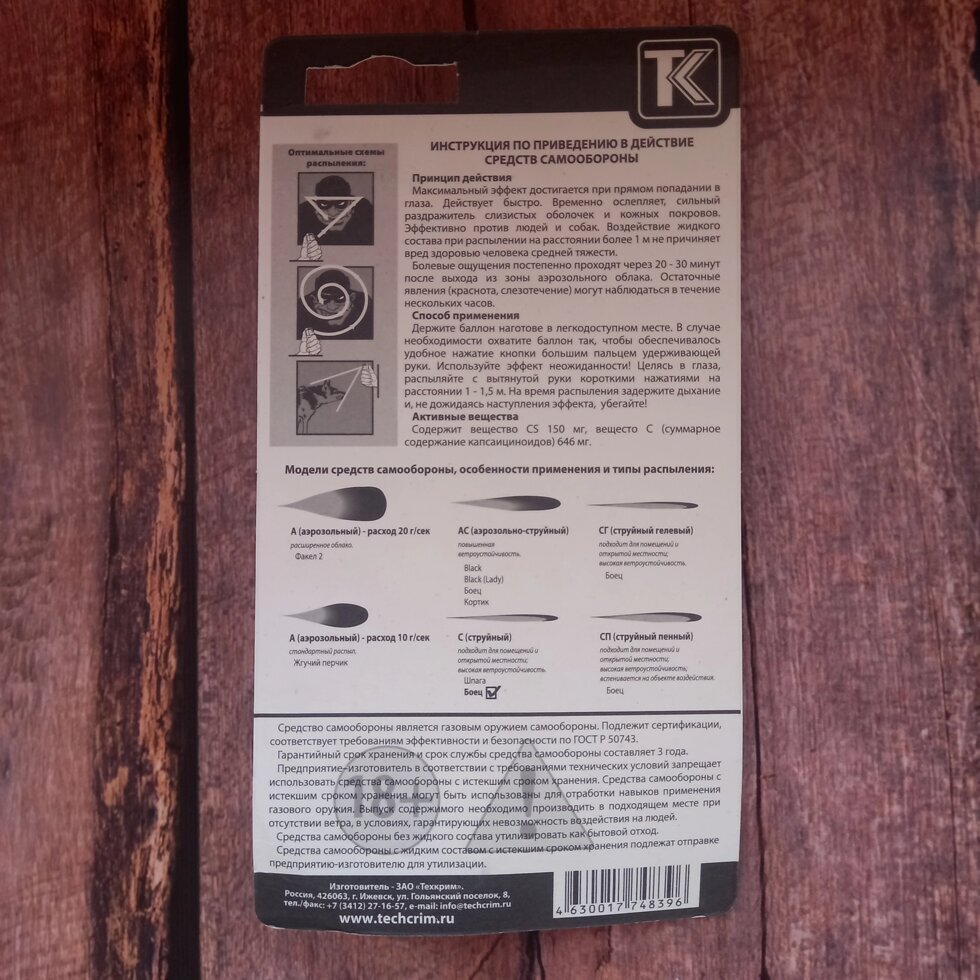 ТК
Оптимальные схемы
распыления:
ИНСТРУКЦИЯ ПО ПРИВЕДЕНИЮ В ДЕЙСТВИЕ
СРЕДСТВ САМООБОРОНЫ
Принцип действия
Максимальный эффект достигается при прямом попадании в
глаза. Действует быстро. Временно ослепляет, сильный
раздражитель слизистых оболочек и кожных покровов.
Эффективно против людей и собак. Воздействие жидкого
состава при распылении на расстоянии более 1 м не причиняет
вред здоровью человека средней тяжести.
Болевые ощущения постепенно проходят через 20 - 30 минут
после выхода из зоны аэрозольного облака. Остаточные
явления (краснота, слезотечение) могут наблюдаться в течение
нескольких часов.
Способ применения
Держите баллон наготове в легкодоступном месте. В случае
необходимости охватите баллон так, чтобы обеспечивалось
удобное нажатие кнопки большим пальцем удерживающей
руки. Используйте эффект неожиданности! Целясь в глаза,
распыляйте с вытянутой руки короткими нажатиями на
расстоянии 1 - 1,5 м. На время распыления задержите дыхание
и, не дожидаясь наступления эффекта, убегайте!
Активные вещества
Содержит вещество CS 150 мг, вещесто С (суммарное
содержание капсаициноидов) 646 мг.
Модели средств самообороны, особенности применения и типы распыления:
А (аэрозольный) - расход 20 г/сек
расширенное облако.
Факел 2
АС (аэрозольно-струйный)
повышенная
ветроустойчивость.
Black
Black (Lady)
Боец
Кортик
СГ (струйный гелевый)
подходит для помещений и
открытой местности;
высокая ветроустойчивость.
Боец
А (аэрозольный) - расход 10 г/сек
стандартный распыл.
Жгучий перчик
С (струйный)
подходит для помещений и
открытой местности;
высокая ветроустойчивость.
Шпага
Боец
СП (струйный пенный)
подходит для помещений и
открытой местности;
высокая ветроустойчивость;
вспенивается на объекте воздействия.
Боец
Средство самообороны является газовым оружием самообороны. Подлежит сертификации,
соответствует требованиям эффективности и безопасности по ГОСТ Р 50743.
Гарантийный срок хранения и срок службы средства самообороны составляет 3 года.
Предприятие-изготовитель в соответствии с требованиями технических условий запрещает
использовать средства самообороны с истекшим сроком хранения. Средства самообороны с
истекшим сроком хранения могут быть использованы для отработки навыков применения
газового оружия. Выпуск содержимого необходимо производить в подходящем месте при
отсутствии ветра, в условиях, гарантирующих невозможность воздействия на людей.
Средства самообороны без жидкого состава утилизировать как бытовой отход.
Средства самообороны с жидким составом с истекшим сроком хранения подлежат отправке
предприятию-изготовителю для утилизации.
18+
Изготовитель - ЗАО «Техкрим».
Россия, 426063, г. Ижевск, ул. Гольянский поселок, 8,
тел./факс: +7 (3412) 27-16-57, e-mail: info@techcrim.ru
www.techcrim.ru
4 630017 748396